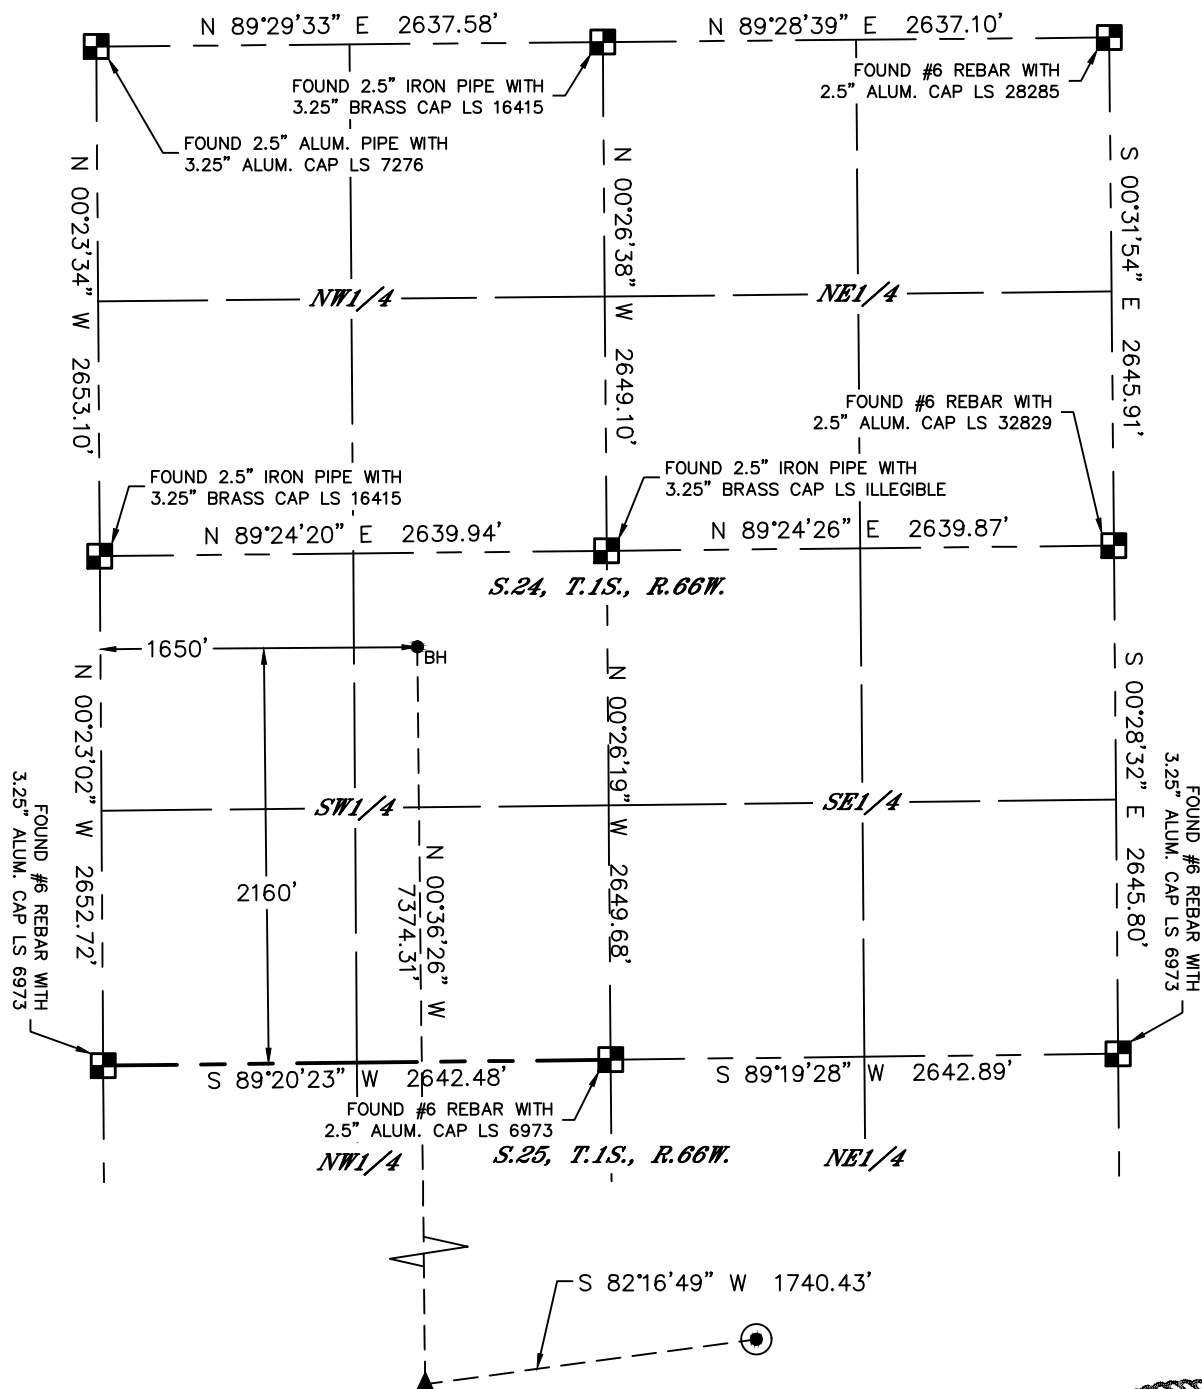 N 89°29'33" E 2637.58'
N 89°28'39" E 2637.10'
FOUND 2.5" IRON PIPE WITH
3.25" BRASS CAP LS 16415
FOUND #6 REBAR WITH
2.5" ALUM. CAP LS 28285
FOUND 2.5" ALUM. PIPE WITH
3.25" ALUM. CAP LS 7276
N 00°23'34" W 2653.10'
N 00°26'38" W 2649.10'
S 00°31'54" E 2645.91'
NW1/4
NE1/4
FOUND #6 REBAR WITH
2.5" ALUM. CAP LS 32829
FOUND 2.5" IRON PIPE WITH
3.25" BRASS CAP LS 16415
FOUND 2.5" IRON PIPE WITH
3.25" BRASS CAP LS ILLEGIBLE
N 89°24'20" E 2639.94'
N 89°24'26" E 2639.87'
S.24, T.1S., R.66W.
1650'
BH
N 00°23'02" W 2652.72'
N 00°26'19" W 2649.68'
S 00°28'32" E 2645.80'
SW1/4
SE1/4
FOUND #6 REBAR WITH
3.25" ALUM. CAP LS 6973
2160'
N 00°36'26" W
7374.31'
FOUND #6 REBAR WITH
3.25" ALUM. CAP LS 6973
S 89°20'23" W 2642.48'
S 89°19'28" W 2642.89'
FOUND #6 REBAR WITH
2.5" ALUM. CAP LS 6973
NW1/4
S.25, T.1S., R.66W.
NE1/4
S 82°16'49" W 1740.43'